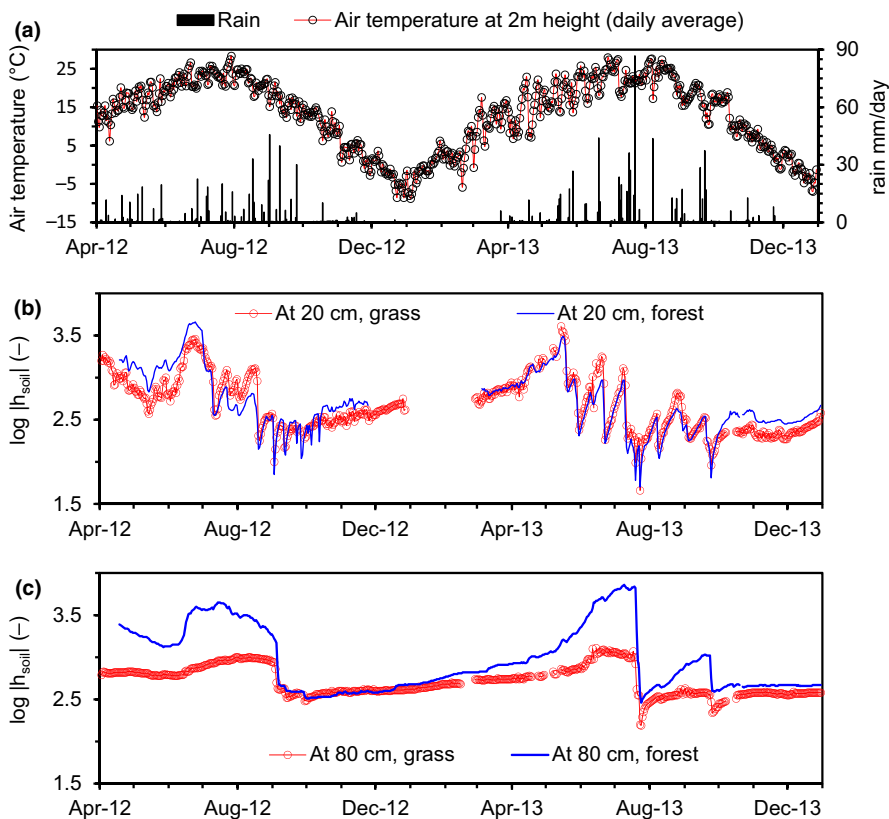 (a)
Rain
Air temperature at 2m height (daily average)
Air temperature (°C)
25
15
5
–5
–15
90
60
30
0
rain mm/day
Apr-12
Aug-12
Dec-12
Apr-13
Aug-13
Dec-13
(b)
At 20 cm, grass
At 20 cm, forest
log |hsoil| (–)
3.5
2.5
1.5
Apr-12
Aug-12
Dec-12
Apr-13
Aug-13
Dec-13
(c)
log |hsoil| (–)
3.5
2.5
1.5
At 80 cm, grass
At 80 cm, forest
Apr-12
Aug-12
Dec-12
Apr-13
Aug-13
Dec-13